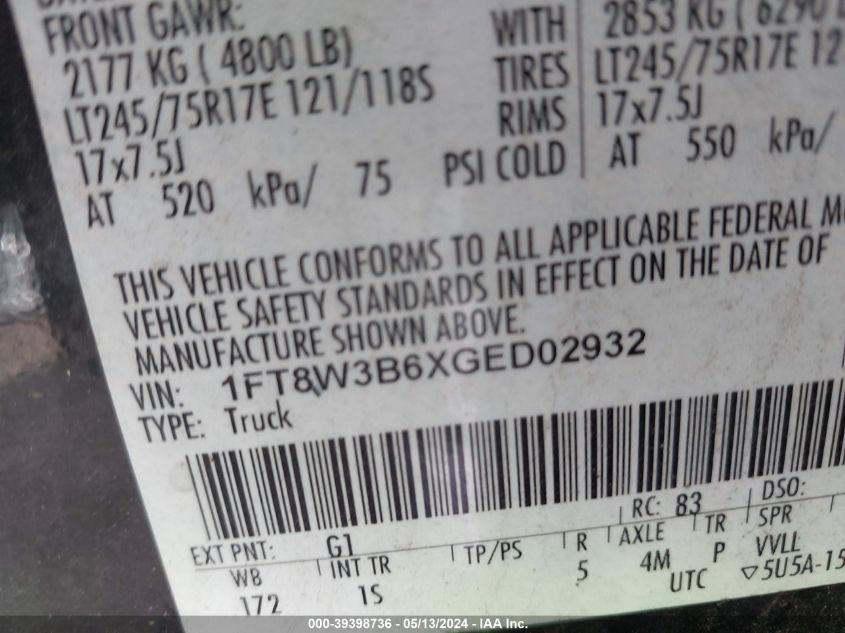 FRONT GAWR:
2177 KG ( 4800 LB) WITH 2853 KG ( 6290
LT245/75R17E 121/118S TIRES LT245/75R17E 12
17x7.5J RIMS 17x7.5J
AT 520 kPa/ 75 PSI COLD AT 550 kPa/
THIS VEHICLE CONFORMS TO ALL APPLICABLE FEDERAL M
VEHICLE SAFETY STANDARDS IN EFFECT ON THE DATE OF
MANUFACTURE SHOWN ABOVE.
VIN: 1FT8W3B6XGED02932
TYPE: Truck
RC: 83 DSO:
EXT PNT: G1 TP/PS R AXLE TR SPR
WB INT TR 5 4M P VVLL
172 1S UTC ▽5U5A-15
000-39398736 - 05/13/2024 - IAA Inc.